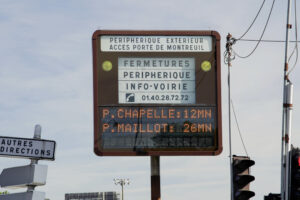 PERIPHERIQUE EXTERIEUR
ACCÈS PORTE DE MONTREUIL
FERMETURES
PERIPHERIQUE
INFO-VOIRIE
01.40.28.72.72
P.CHAPELLE:12MN
P.MAILLOT: 26MN
AUTRES
DIRECTIONS